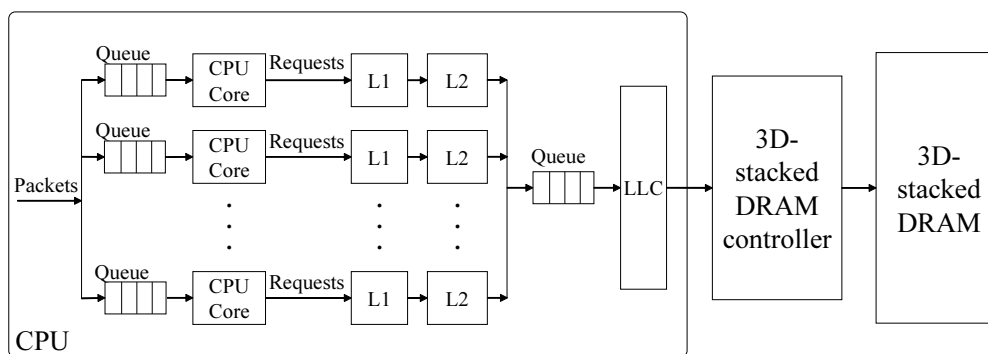 Queue
CPU
Core
Requests
L1
L2
Queue
CPU
Core
Requests
L1
L2
Packets
Queue
LLC
3D-
stacked
DRAM
controller
3D-
stacked
DRAM
Queue
CPU
Core
Requests
L1
L2
CPU